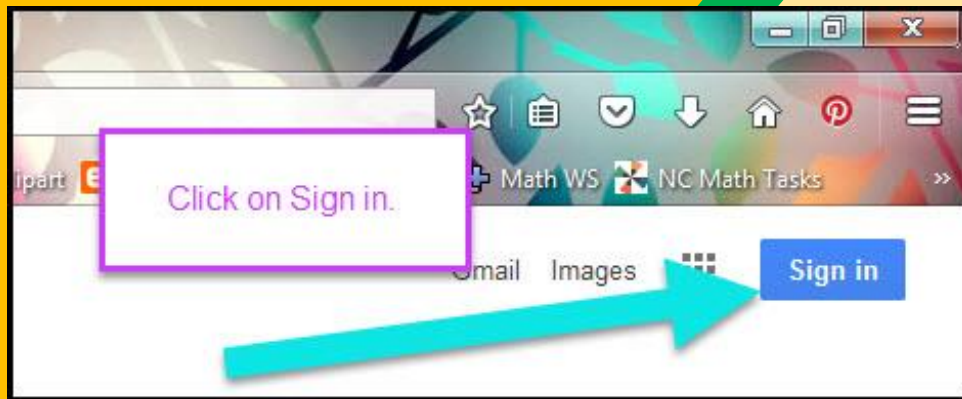 ipart Math WS NC Math Tasks »
Click on Sign in.
Gmail Images Sign in